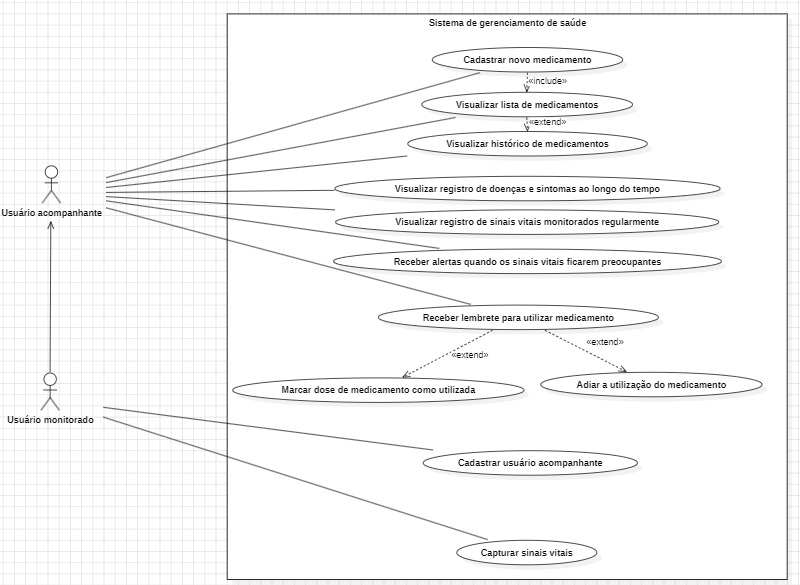 Sistema de gerenciamento de saúde
Cadastrar novo medicamento
«include»
Visualizar lista de medicamentos
«extend»
Visualizar histórico de medicamentos
Visualizar registro de doenças e sintomas ao longo do tempo
Usuário acompanhante
Visualizar registro de sinais vitais monitorados regularmente
Receber alertas quando os sinais vitais ficarem preocupantes
Receber lembrete para utilizar medicamento
«extend»
«extend»
Marcar dose de medicamento como utilizada
Adiar a utilização do medicamento
Usuário monitorado
Cadastrar usuário acompanhante
Capturar sinais vitais